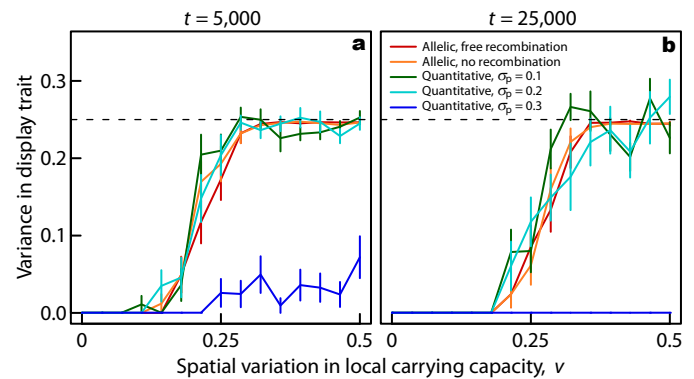 t = 5,000
t = 25,000
a
b
Allelic, free recombination
Allelic, no recombination
Quantitative, σp = 0.1
Quantitative, σp = 0.2
Quantitative, σp = 0.3
Variance in display trait
0.3
0.2
0.1
0.0
0
0.25
0.5
0
0.25
0.5
Spatial variation in local carrying capacity, v